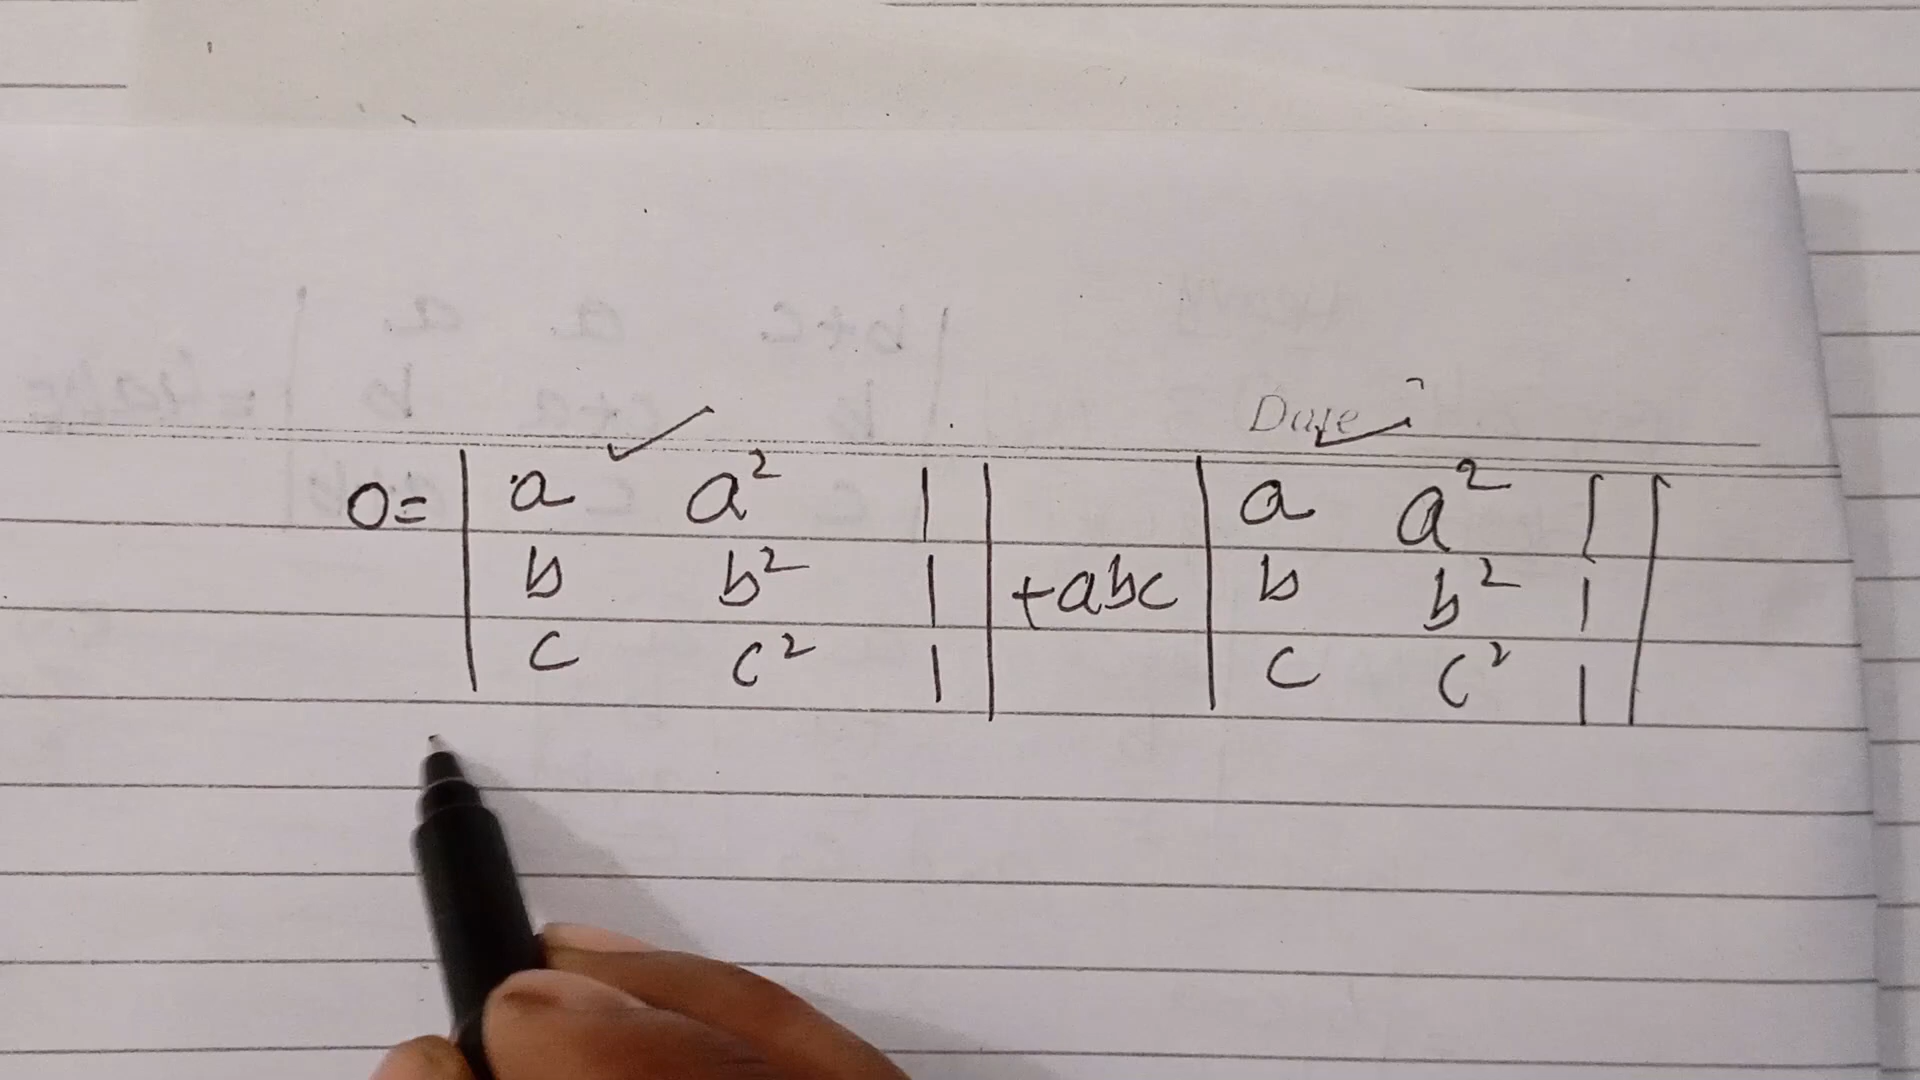 Date
0= | a a² 1 | | a a² 1 |
| b b² 1 | +abc | b b² 1 |
| c c² 1 | | c c² 1 |